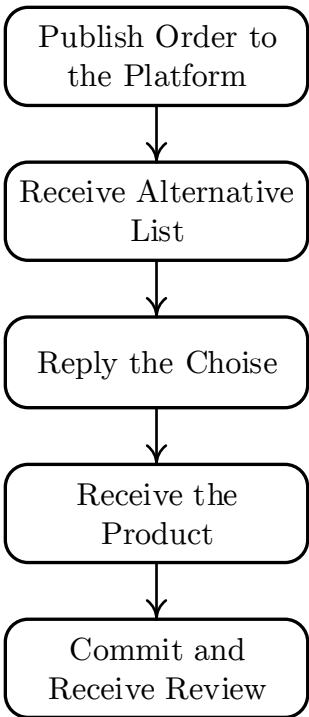 Publish Order to
the Platform
Receive Alternative
List
Reply the Choise
Receive the
Product
Commit and
Receive Review